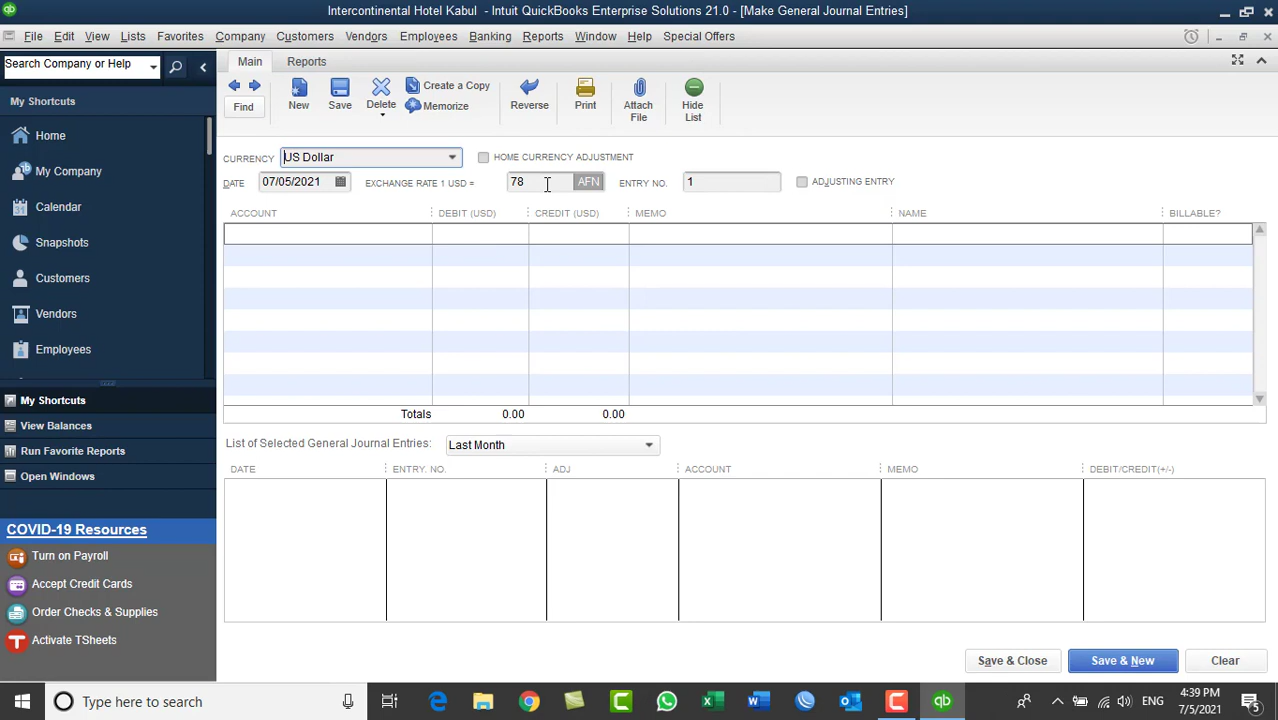 Intercontinental Hotel Kabul - Intuit QuickBooks Enterprise Solutions 21.0 - [Make General Journal Entries]
File Edit View Lists Favorites Company Customers Vendors Employees Banking Reports Window Help Special Offers
Search Company or Help
Main Reports
My Shortcuts
Find
New
Save
Delete
Create a Copy
Memorize
Reverse
Print
Attach
File
Hide
List
Home
My Company
Calendar
Snapshots
Customers
Vendors
Employees
My Shortcuts
View Balances
Run Favorite Reports
Open Windows
COVID-19 Resources
Turn on Payroll
Accept Credit Cards
Order Checks & Supplies
Activate TSheets
CURRENCY US Dollar HOME CURRENCY ADJUSTMENT
DATE 07/05/2021 EXCHANGE RATE 1 USD = 78 AFN ENTRY NO. 1 ADJUSTING ENTRY
ACCOUNT DEBIT (USD) CREDIT (USD) MEMO NAME BILLABLE?
Totals 0.00 0.00
List of Selected General Journal Entries: Last Month
DATE ENTRY. NO. ADJ ACCOUNT MEMO DEBIT/CREDIT(+/-)
Save & Close Save & New Clear
Type here to search
ENG
4:39 PM
7/5/2021
5